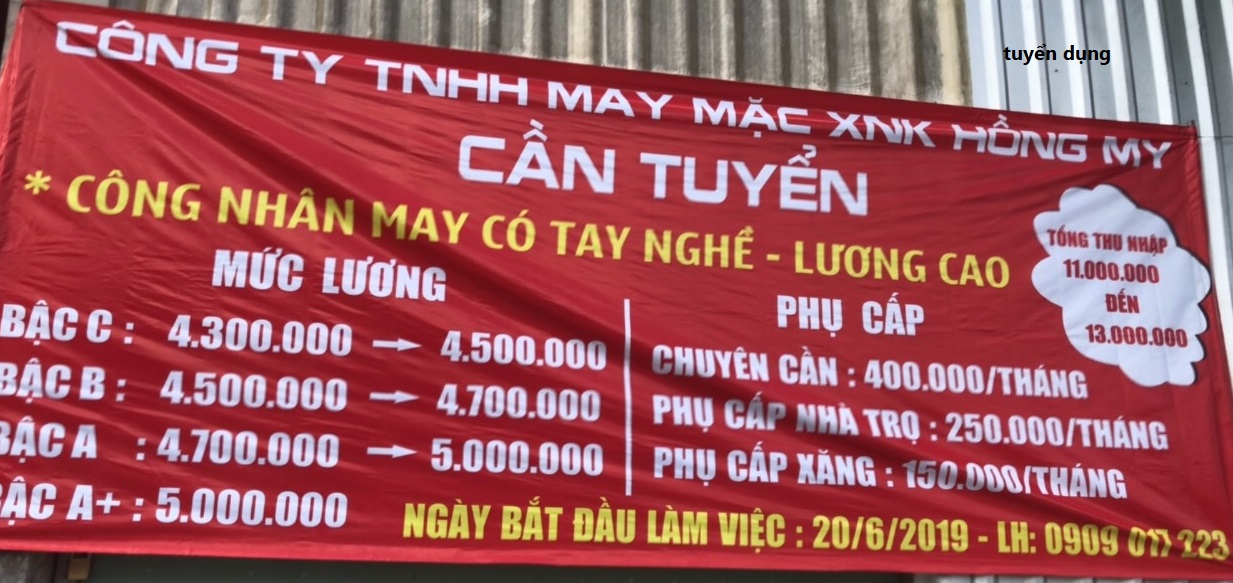 tuyển dụng
CÔNG TY TNHH MAY MẶC XNK HỒNG MY
CẦN TUYỂN
* CÔNG NHÂN MAY CÓ TAY NGHỀ - LƯƠNG CAO
TỔNG THU NHẬP
11.000.000
ĐẾN
13.000.000
MỨC LƯƠNG
BẬC C : 4.300.000 → 4.500.000
BẬC B : 4.500.000 → 4.700.000
BẬC A : 4.700.000 → 5.000.000
BẬC A+ : 5.000.000
PHỤ CẤP
CHUYÊN CẦN : 400.000/THÁNG
PHỤ CẤP NHÀ TRỌ : 250.000/THÁNG
PHỤ CẤP XĂNG : 150.000/THÁNG
NGÀY BẮT ĐẦU LÀM VIỆC : 20/6/2019 - LH: 0909 017 223